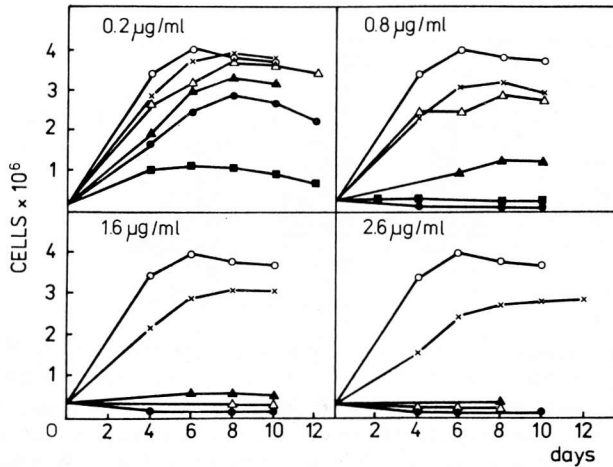 0.2 µg/ml
0.8 µg/ml
4
3
2
1
CELLS × 10⁶
1.6 µg/ml
2.6 µg/ml
4
3
2
1
O 2 4 6 8 10 12
2 4 6 8 10 12
days